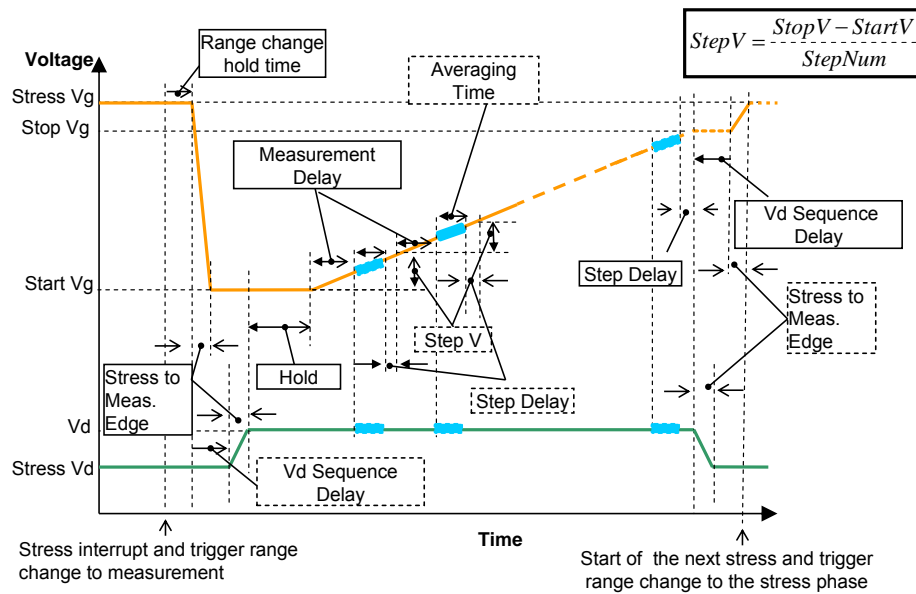 StepV = StopV − StartV / StepNum
Range change
hold time
Voltage
Averaging
Time
Stress Vg
Stop Vg
Measurement
Delay
Vd Sequence
Delay
Step Delay
Start Vg
Stress to
Meas.
Edge
Step V
Hold
Stress to
Meas.
Edge
Step Delay
Vd
Vd Sequence
Delay
Stress Vd
Time
Stress interrupt and trigger range
change to measurement
Start of the next stress and trigger
range change to the stress phase